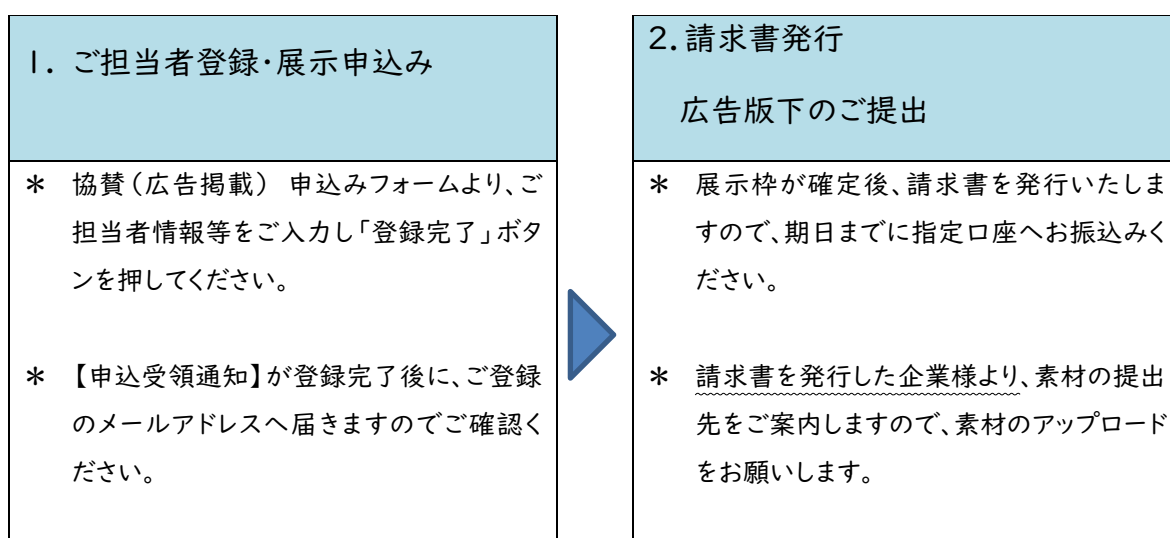 1. ご担当者登録・展示申込み
＊ 協賛（広告掲載） 申込みフォームより、ご
担当者情報等をご入力し「登録完了」ボタ
ンを押してください。
＊ 【申込受領通知】が登録完了後に、ご登録
のメールアドレスへ届きますのでご確認く
ださい。
2.請求書発行
広告版下のご提出
＊ 展示枠が確定後、請求書を発行いたしま
すので、期日までに指定口座へお振込みく
ださい。
＊ 請求書を発行した企業様より、素材の提出
先をご案内しますので、素材のアップロード
をお願いします。